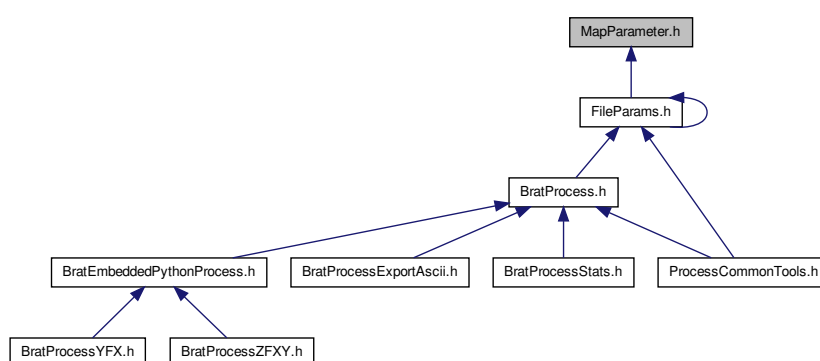 MapParameter.h
FileParams.h
BratProcess.h
BratEmbeddedPythonProcess.h
BratProcessExportAscii.h
BratProcessStats.h
ProcessCommonTools.h
BratProcessYFX.h
BratProcessZFXY.h